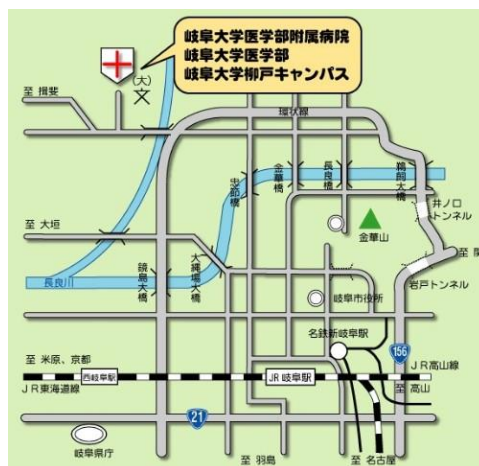 岐阜大学医学部附属病院
岐阜大学医学部
岐阜大学柳戸キャンパス
(大)
文
至 揖斐
環状線
忠節橋
金華橋
長良橋
鵜飼大橋
井ノ口
トンネル
金華山
至 大垣
至 関
鏡島大橋
大縄場大橋
長良川
岩戸トンネル
岐阜市役所
名鉄新岐阜駅
156
至 米原、京都
JR高山線
西岐阜駅
JR岐阜駅
至 高山
JR東海道線
21
岐阜県庁
至 羽島
至 名古屋